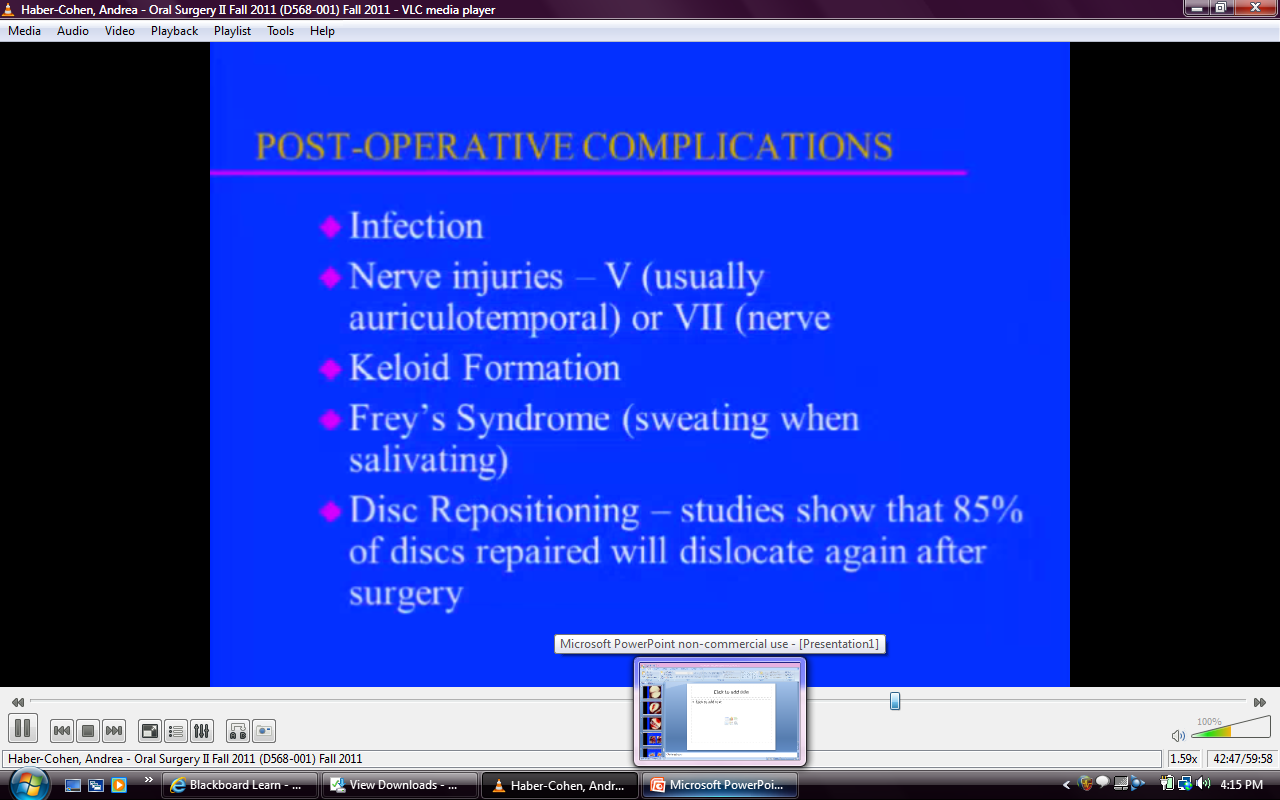 Haber-Cohen, Andrea - Oral Surgery II Fall 2011 (D568-001) Fall 2011 - VLC media player
Media Audio Video Playback Playlist Tools Help
POST-OPERATIVE COMPLICATIONS
Infection
Nerve injuries – V (usually
auriculotemporal) or VII (nerve
Keloid Formation
Frey's Syndrome (sweating when
salivating)
Disc Repositioning – studies show that 85%
of discs repaired will dislocate again after
surgery
Microsoft PowerPoint non-commercial use - [Presentation1]
Click to add title
Click to add text
100%
Haber-Cohen, Andrea - Oral Surgery II Fall 2011 (D568-001) Fall 2011
1.59x
42:47/59:58
Blackboard Learn - ...
View Downloads - ...
Haber-Cohen, Andr...
Microsoft PowerPoi...
4:15 PM